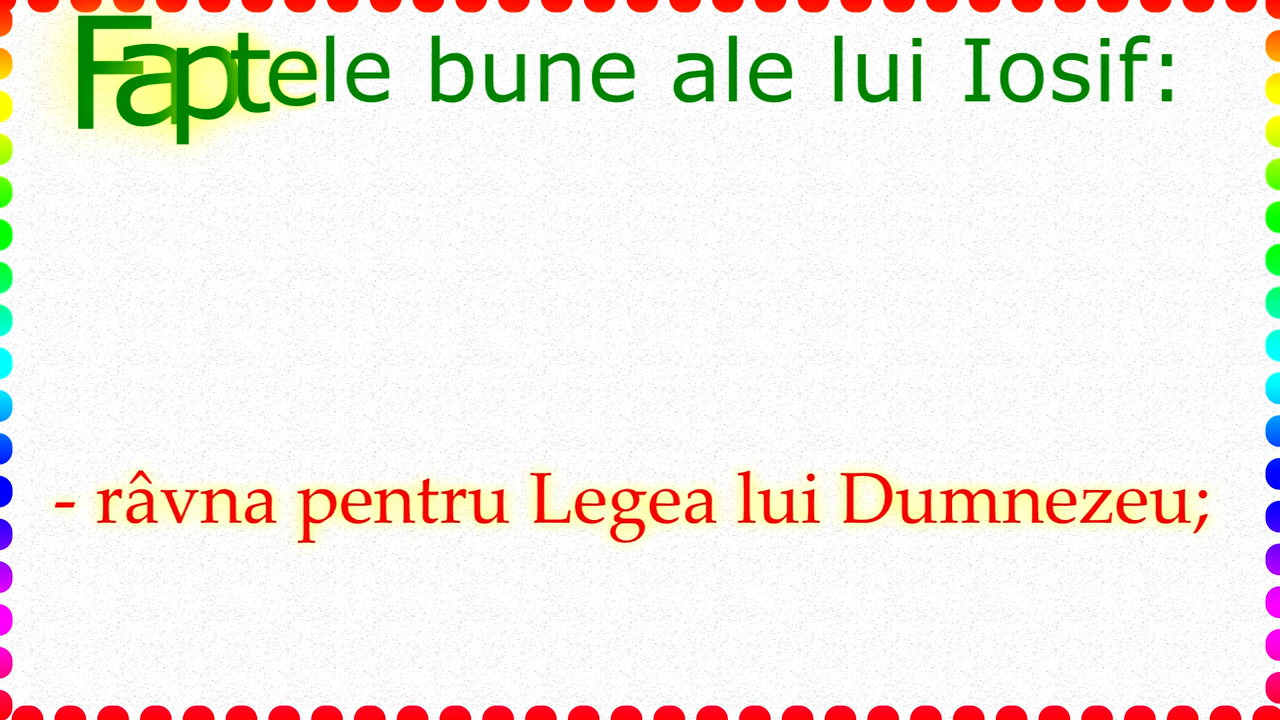 Faptele bune ale lui Iosif:
- râvna pentru Legea lui Dumnezeu;